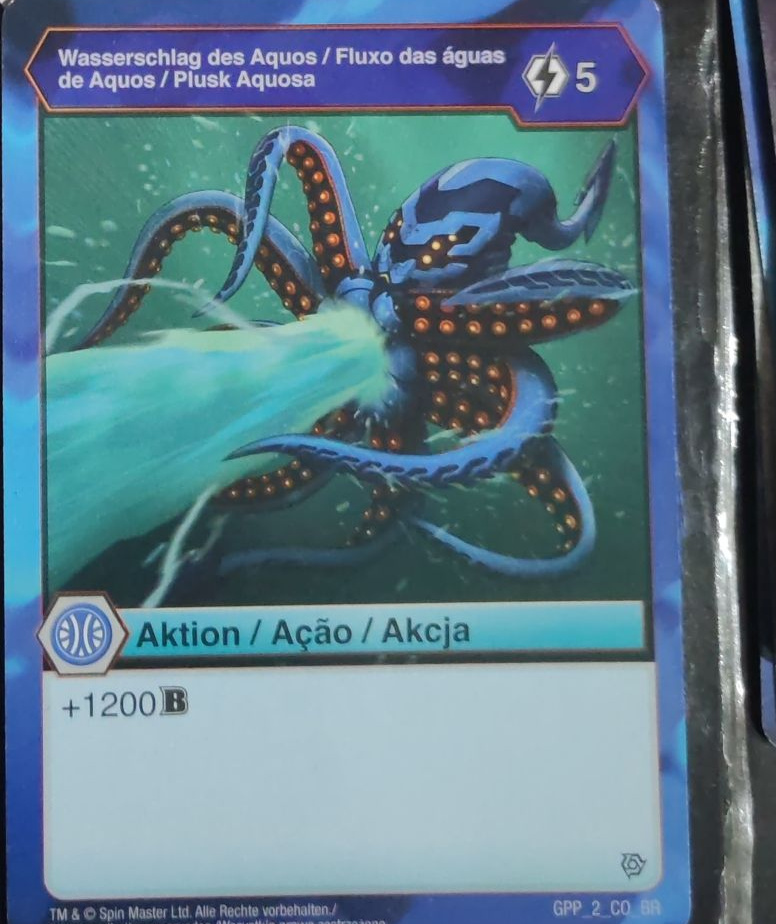 Wasserschlag des Aquos / Fluxo das águas
de Aquos / Plusk Aquosa
5
Aktion / Ação / Akcja
+1200 B
TM & © Spin Master Ltd. Alle Rechte vorbehalten./
GPP_2_CO_BR